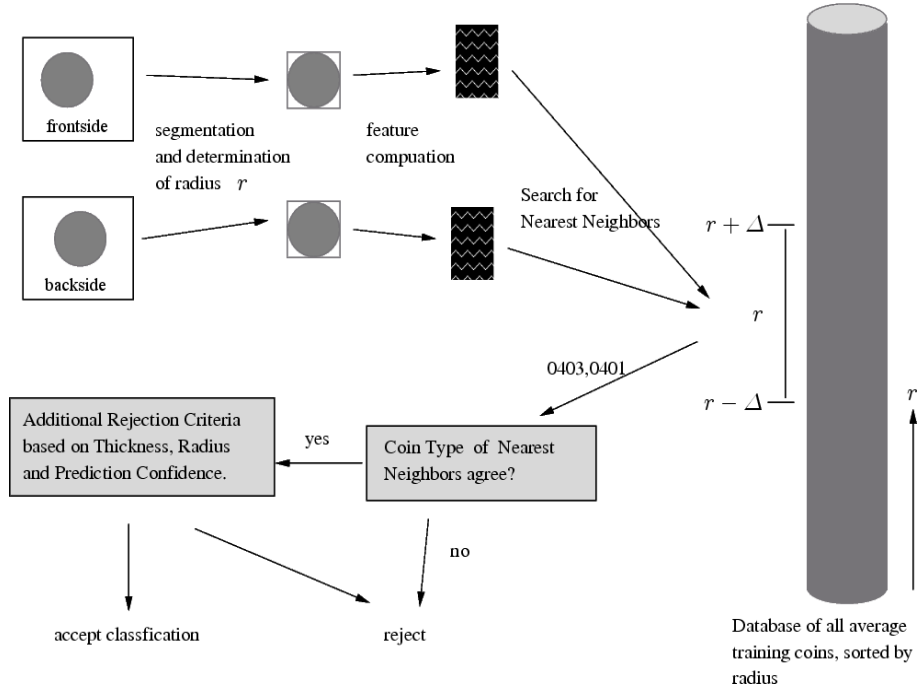 frontside
segmentation
and determination
of radius r
feature
compuation
backside
Search for
Nearest Neighbors
r + Δ
r
r − Δ
r
0403,0401
Additional Rejection Criteria
based on Thickness, Radius
and Prediction Confidence.
yes
Coin Type of Nearest
Neighbors agree?
no
accept classfication
reject
Database of all average
training coins, sorted by
radius